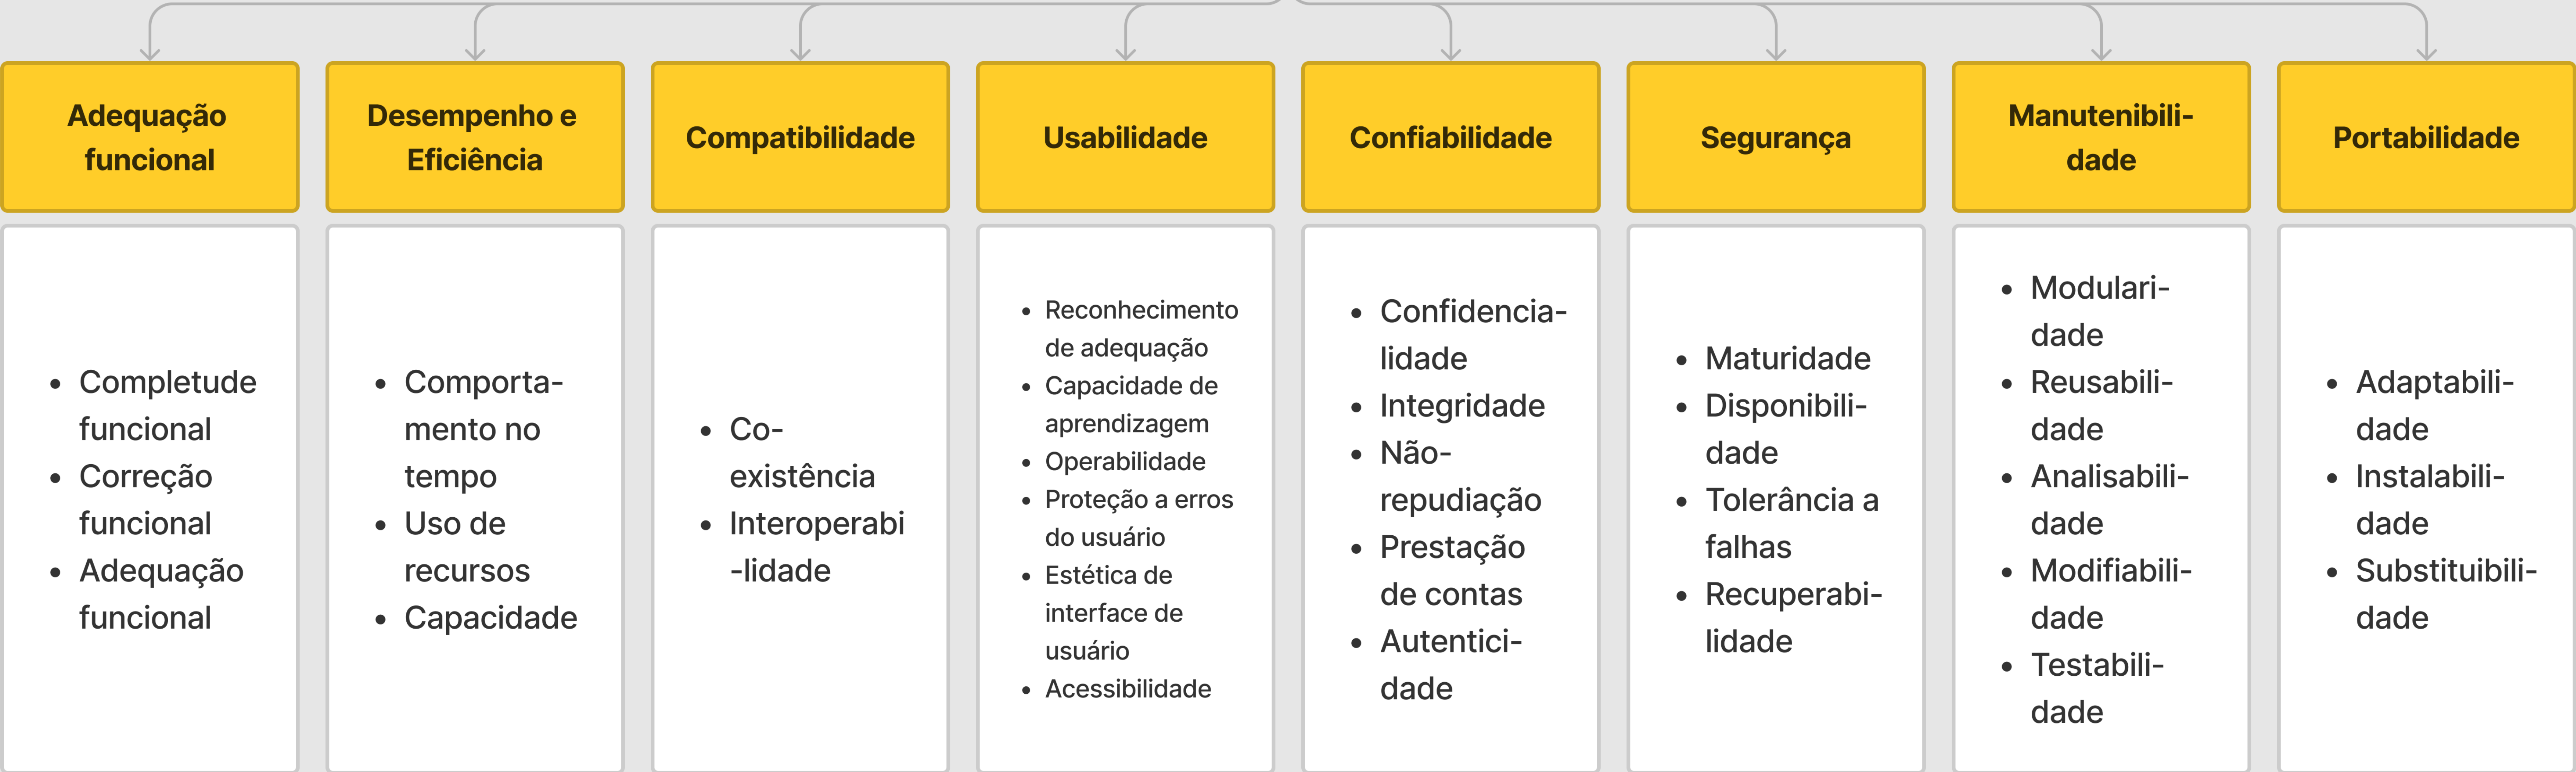 Adequação
funcional
Desempenho e
Eficiência
Compatibilidade
Usabilidade
Confiabilidade
Segurança
Manutenibili-
dade
Portabilidade
• Completude
funcional
• Correção
funcional
• Adequação
funcional
• Comporta-
mento no
tempo
• Uso de
recursos
• Capacidade
• Co-
existência
• Interoperabi
-lidade
• Reconhecimento
de adequação
• Capacidade de
aprendizagem
• Operabilidade
• Proteção a erros
do usuário
• Estética de
interface de
usuário
• Acessibilidade
• Confidencia-
lidade
• Integridade
• Não-
repudiação
• Prestação
de contas
• Autentici-
dade
• Maturidade
• Disponibili-
dade
• Tolerância a
falhas
• Recuperabi-
lidade
• Modulari-
dade
• Reusabili-
dade
• Analisabili-
dade
• Modifiabili-
dade
• Testabili-
dade
• Adaptabili-
dade
• Instalabili-
dade
• Substituibili-
dade